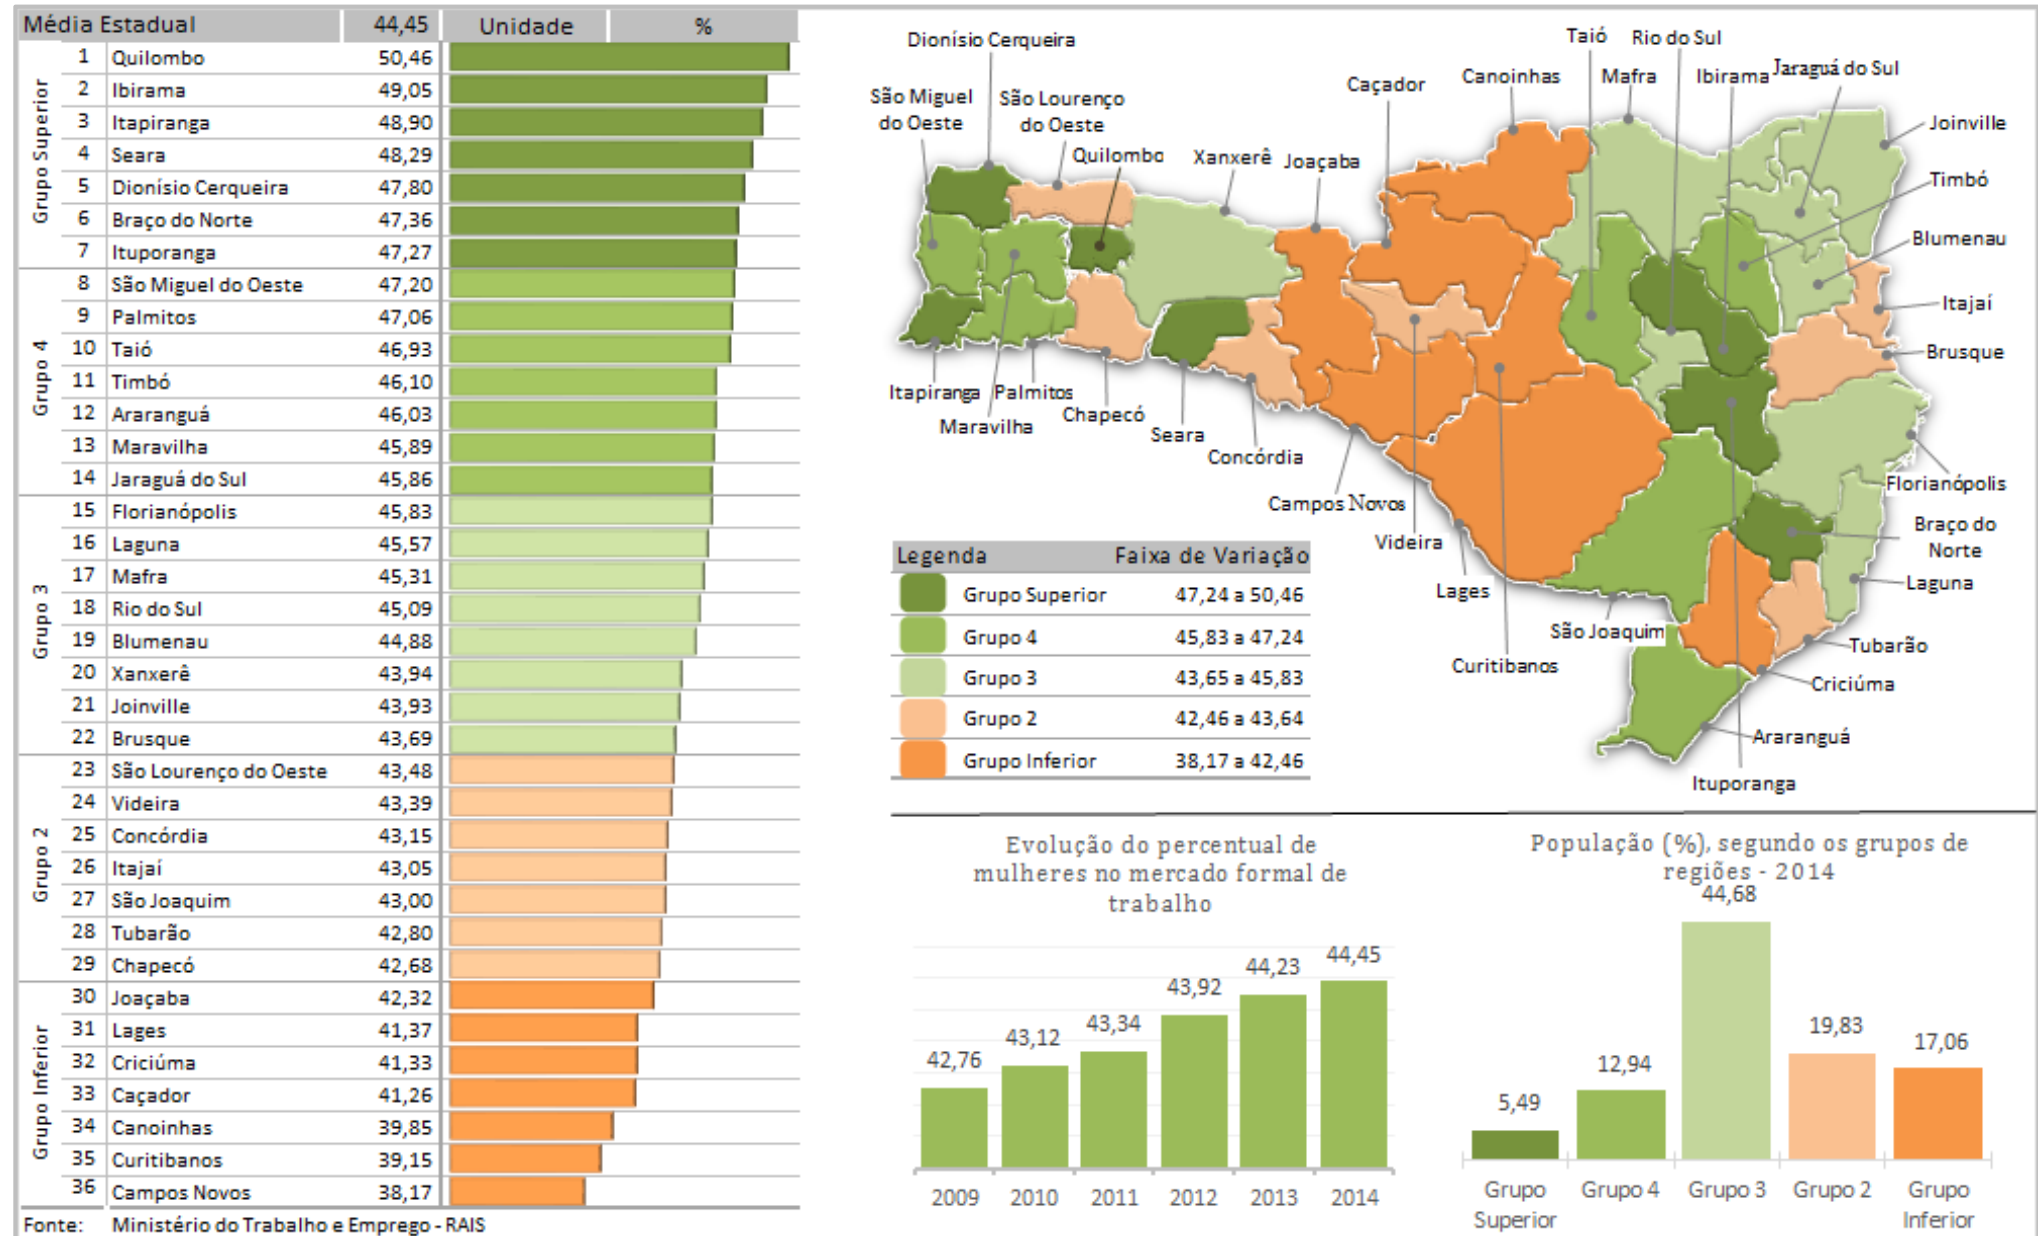 Média Estadual 44,45 Unidade %
Grupo Superior
1 Quilombo 50,46
2 Ibirama 49,05
3 Itapiranga 48,90
4 Seara 48,29
5 Dionísio Cerqueira 47,80
6 Braço do Norte 47,36
7 Ituporanga 47,27
Grupo 4
8 São Miguel do Oeste 47,20
9 Palmitos 47,06
10 Taió 46,93
11 Timbó 46,10
12 Araranguá 46,03
13 Maravilha 45,89
14 Jaraguá do Sul 45,86
Grupo 3
15 Florianópolis 45,83
16 Laguna 45,57
17 Mafra 45,31
18 Rio do Sul 45,09
19 Blumenau 44,88
20 Xanxerê 43,94
21 Joinville 43,93
22 Brusque 43,69
Grupo 2
23 São Lourenço do Oeste 43,48
24 Videira 43,39
25 Concórdia 43,15
26 Itajaí 43,05
27 São Joaquim 43,00
28 Tubarão 42,80
29 Chapecó 42,68
Grupo Inferior
30 Joaçaba 42,32
31 Lages 41,37
32 Criciúma 41,33
33 Caçador 41,26
34 Canoinhas 39,85
35 Curitibanos 39,15
36 Campos Novos 38,17
Fonte: Ministério do Trabalho e Emprego - RAIS
Dionísio Cerqueira
São Miguel
do Oeste
São Lourenço
do Oeste
Quilombo
Xanxerê
Joaçaba
Caçador
Canoinhas
Taió
Mafra
Rio do Sul
Ibirama
Jaraguá do Sul
Joinville
Timbó
Blumenau
Itajaí
Brusque
Florianópolis
Braço do
Norte
Laguna
Tubarão
Criciúma
Araranguá
Ituporanga
Itapiranga
Palmitos
Maravilha
Chapecó
Seara
Concórdia
Campos Novos
Videira
Lages
São Joaquim
Curitibanos
Legenda Faixa de Variação
Grupo Superior 47,24 a 50,46
Grupo 4 45,83 a 47,24
Grupo 3 43,65 a 45,83
Grupo 2 42,46 a 43,64
Grupo Inferior 38,17 a 42,46
Evolução do percentual de
mulheres no mercado formal de
trabalho
42,76 43,12 43,34 43,92 44,23 44,45
2009 2010 2011 2012 2013 2014
População (%), segundo os grupos de
regiões - 2014
5,49 12,94 44,68 19,83 17,06
Grupo
Superior
Grupo 4
Grupo 3
Grupo 2
Grupo
Inferior